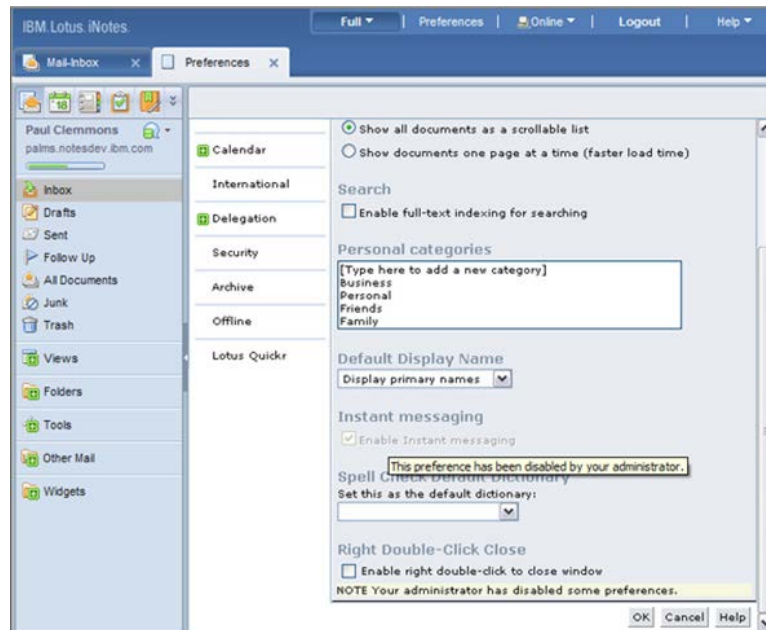 IBM.Lotus.iNotes.
Full
Preferences
Online
Logout
Help
Mail-Inbox X
Preferences X
18
Paul Clemmons
palms.notesdev.ibm.com
Inbox
Drafts
Sent
Follow Up
All Documents
Junk
Trash
Views
Folders
Tools
Other Mail
Widgets
Calendar
International
Delegation
Security
Archive
Offline
Lotus Quickr
Show all documents as a scrollable list
Show documents one page at a time (faster load time)
Search
Enable full-text indexing for searching
Personal categories
[Type here to add a new category]
Business
Personal
Friends
Family
Default Display Name
Display primary names
Instant messaging
Enable Instant messaging
This preference has been disabled by your administrator.
Spell Check Default Dictionary
Set this as the default dictionary:
Right Double-Click Close
Enable right double-click to close window
NOTE Your administrator has disabled some preferences.
OK Cancel Help